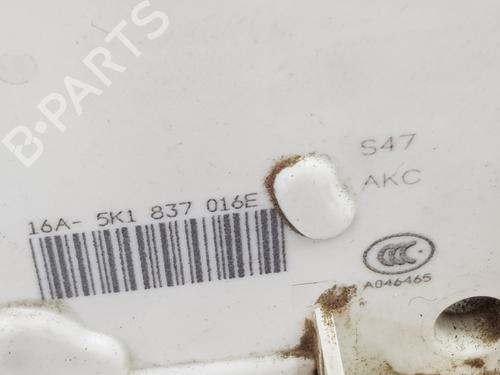 B-PARTS
S47
AKC
16A- 5K1 837 016E
CCC
A046465